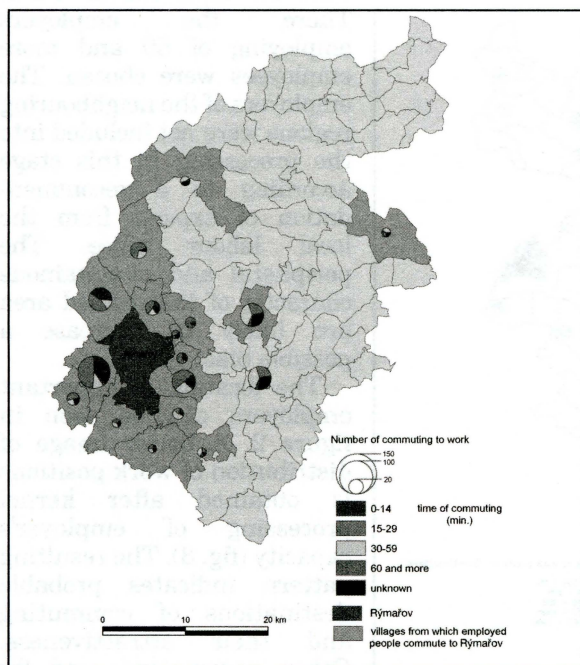 Number of commuting to work
150
100
20
0-14 time of commuting
(min.)
15-29
30-59
60 and more
unknown
Rýmařov
villages from which employed
people commute to Rýmařov
0 10 20 km